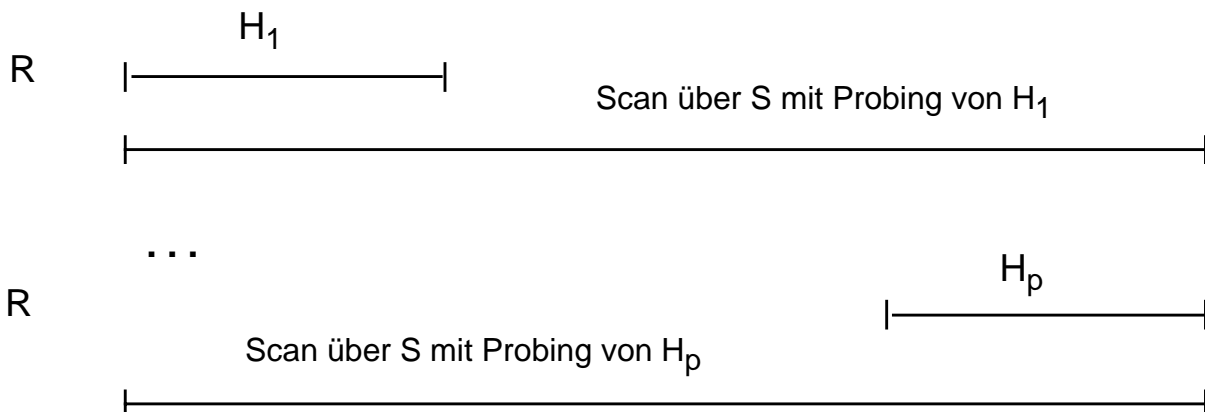 H₁
R
Scan über S mit Probing von H₁
. . .
Hₚ
R
Scan über S mit Probing von Hₚ